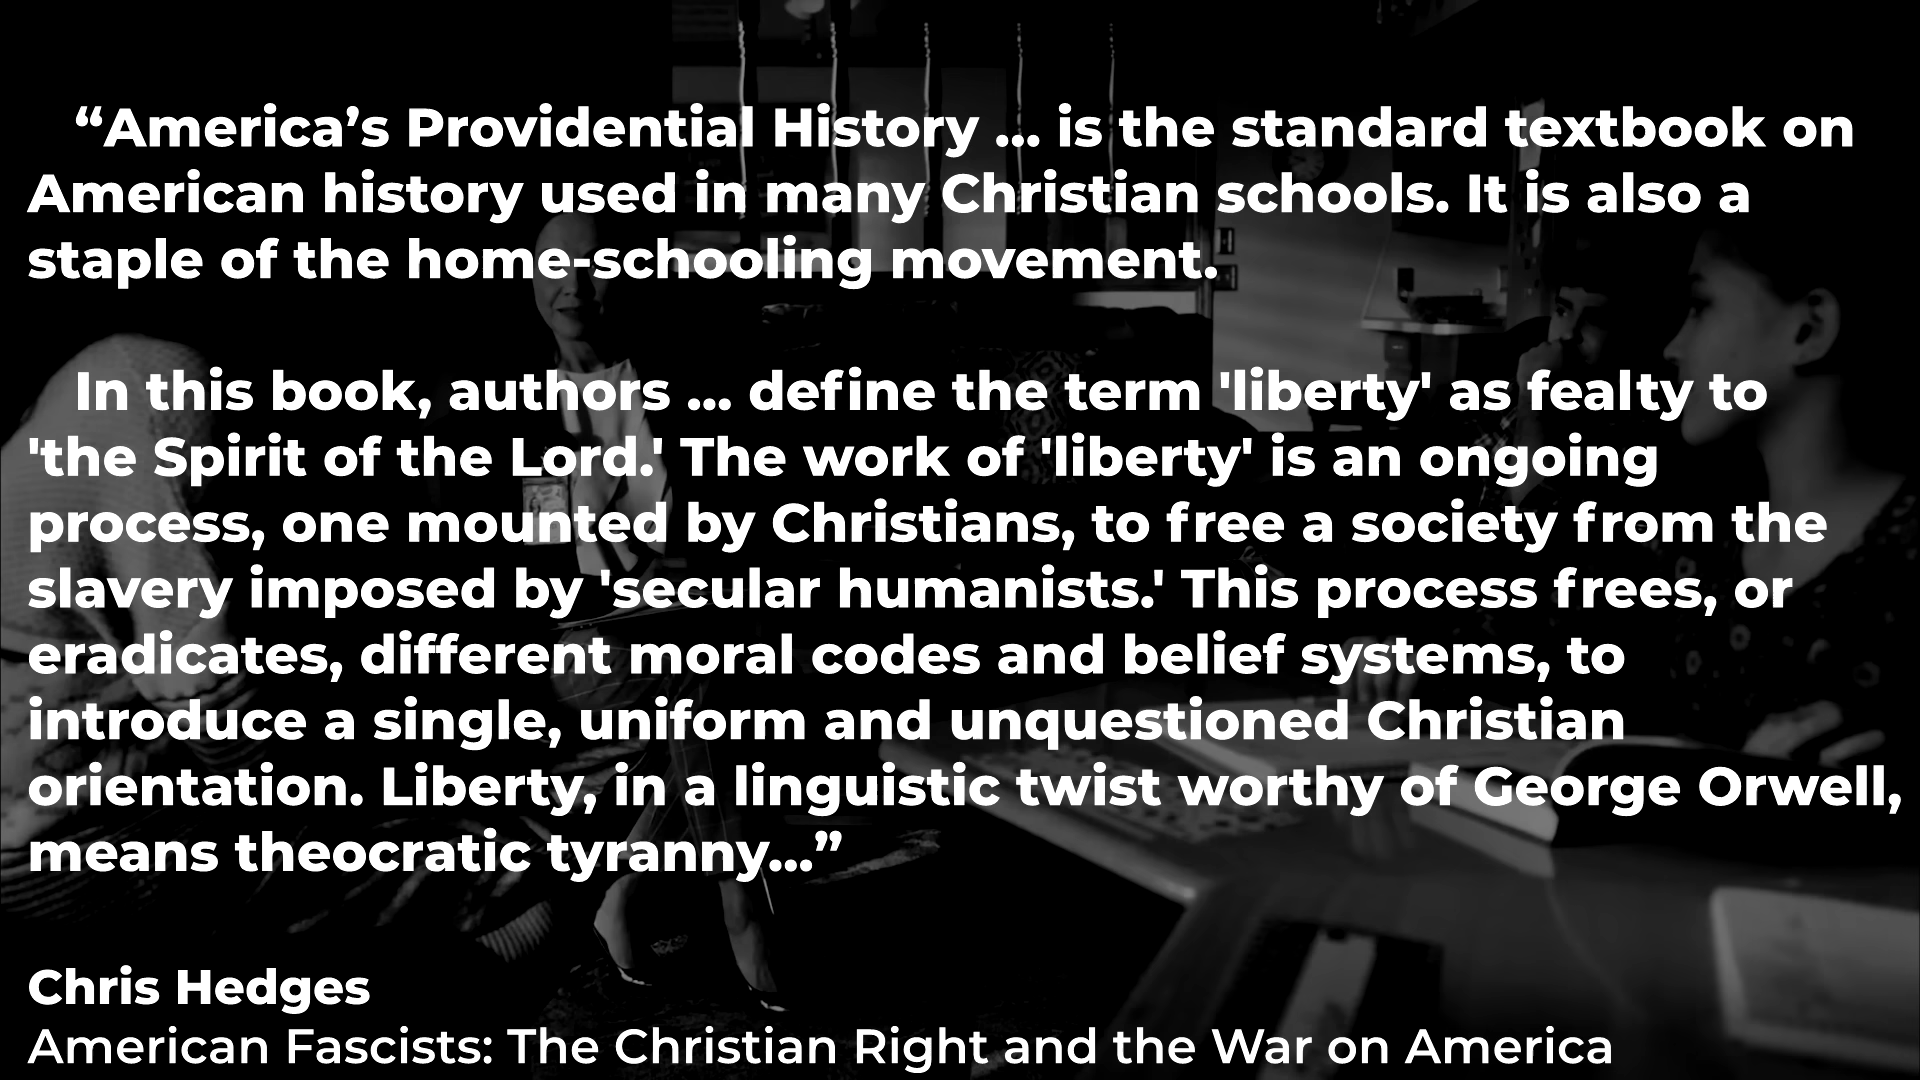 “America’s Providential History ... is the standard textbook on
American history used in many Christian schools. It is also a
staple of the home-schooling movement.
In this book, authors ... define the term 'liberty' as fealty to
'the Spirit of the Lord.' The work of 'liberty' is an ongoing
process, one mounted by Christians, to free a society from the
slavery imposed by 'secular humanists.' This process frees, or
eradicates, different moral codes and belief systems, to
introduce a single, uniform and unquestioned Christian
orientation. Liberty, in a linguistic twist worthy of George Orwell,
means theocratic tyranny...”
Chris Hedges
American Fascists: The Christian Right and the War on America